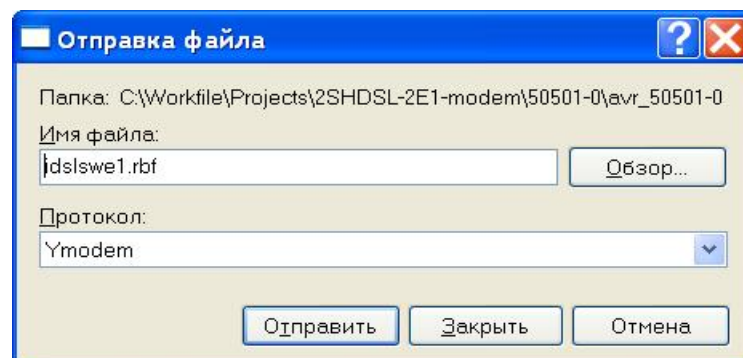 Отправка файла
Папка: C:\Workfile\Projects\2SHDSL-2E1-modem\50501-0\avr_50501-0
Имя файла:
idslswe1.rbf
Обзор...
Протокол:
Ymodem
Отправить Закрыть Отмена